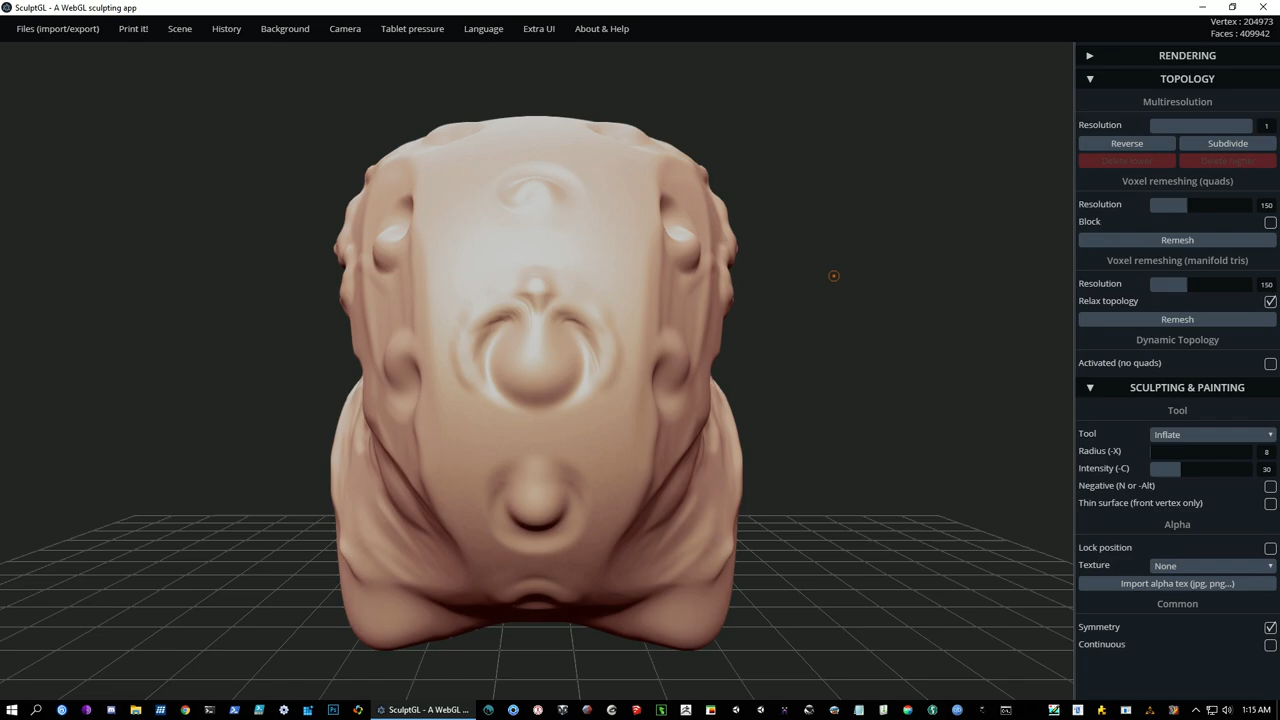 SculptGL - A WebGL sculpting app
Files (import/export) Print it! Scene History Background Camera Tablet pressure Language Extra UI About & Help
Vertex : 204973
Faces : 409942
RENDERING
TOPOLOGY
Multiresolution
Resolution 1
Reverse Subdivide
Delete lower Delete higher
Voxel remeshing (quads)
Resolution 150
Block
Remesh
Voxel remeshing (manifold tris)
Resolution 150
Relax topology
Remesh
Dynamic Topology
Activated (no quads)
SCULPTING & PAINTING
Tool
Tool Inflate
Radius (-X) 8
Intensity (-C) 30
Negative (N or -Alt)
Thin surface (front vertex only)
Alpha
Lock position
Texture None
Import alpha tex (jpg, png...)
Common
Symmetry
Continuous
SculptGL - A WebGL ...
1:15 AM